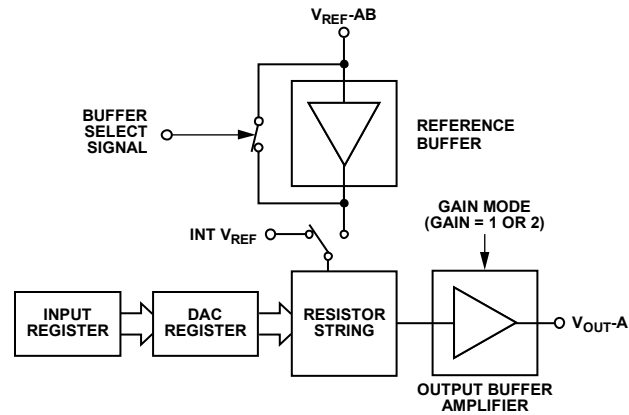 VREF-AB
BUFFER
SELECT
SIGNAL
REFERENCE
BUFFER
GAIN MODE
(GAIN = 1 OR 2)
INT VREF
INPUT
REGISTER
DAC
REGISTER
RESISTOR
STRING
VOUT-A
OUTPUT BUFFER
AMPLIFIER